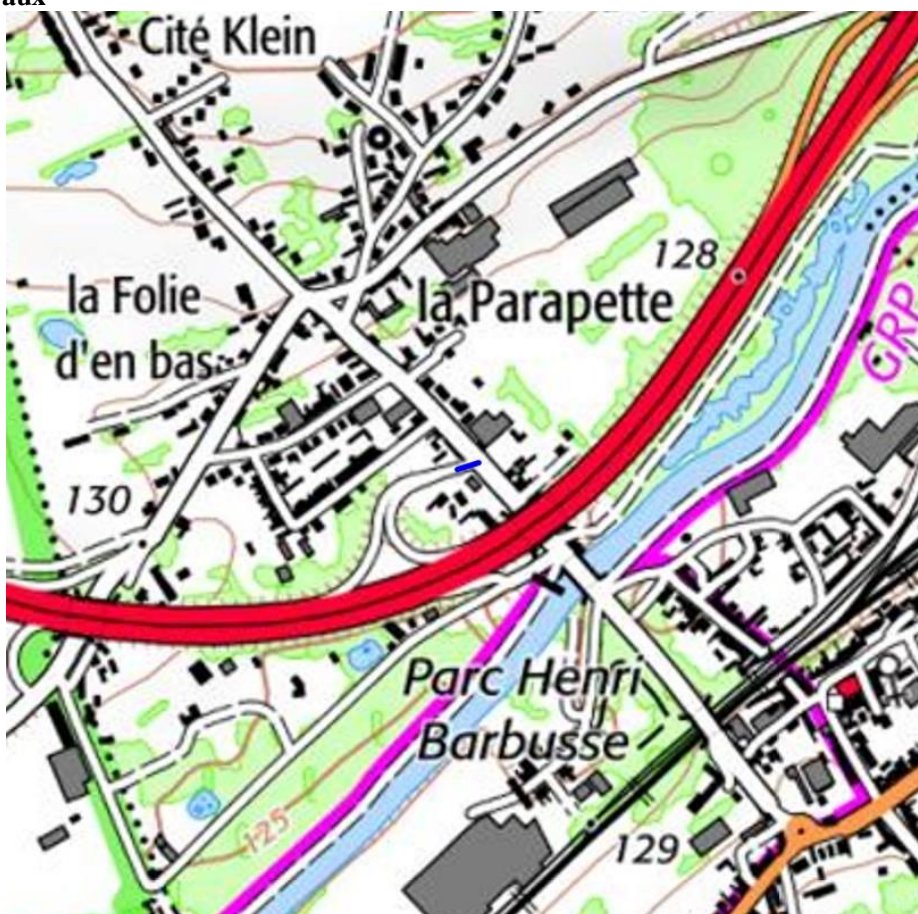 aux
Cité Klein
128
la Folie
d'en bas
la Parapette
GRP
130
Parc Henri
Barbusse
125
129